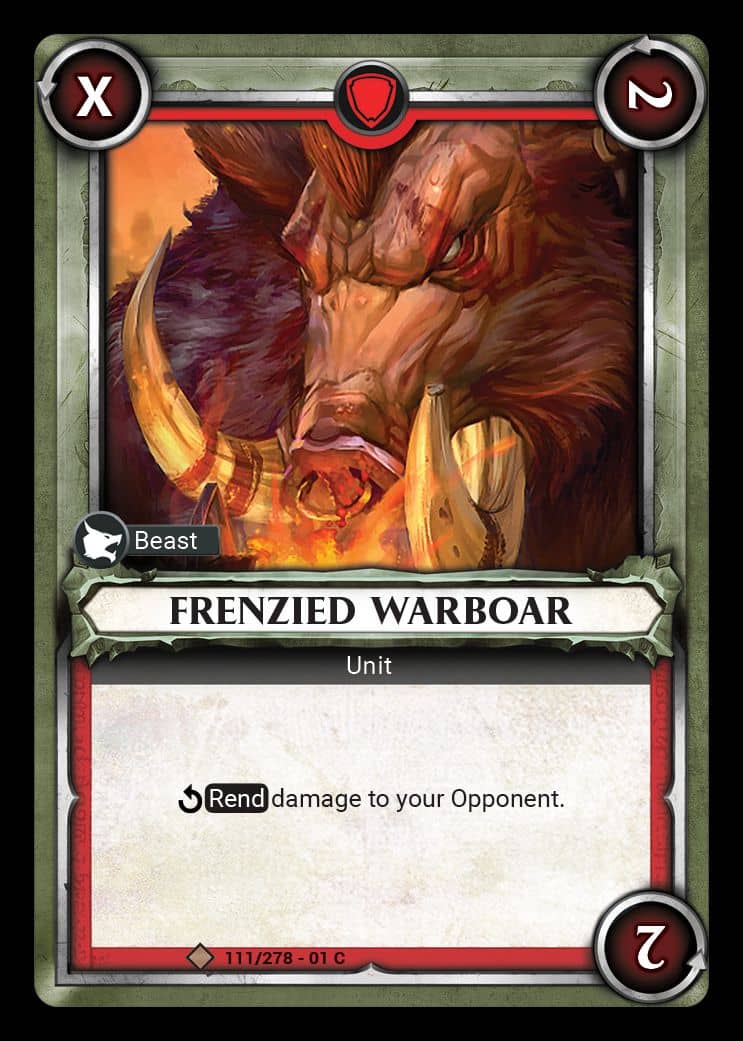 X
2
Beast
FRENZIED WARBOAR
Unit
Rend damage to your Opponent.
111/278 - 01 C
2